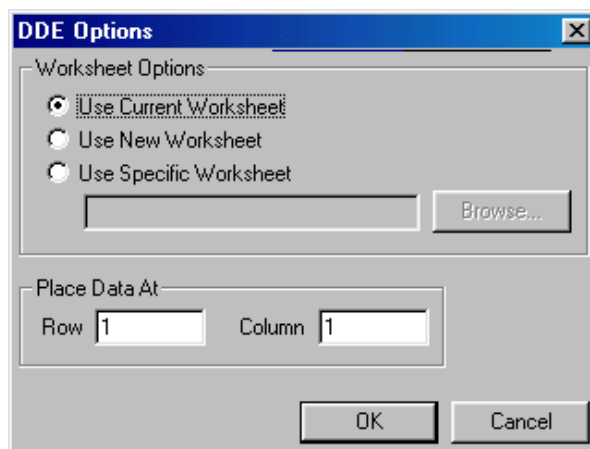 DDE Options
Worksheet Options
Use Current Worksheet
Use New Worksheet
Use Specific Worksheet
Browse...
Place Data At
Row 1 Column 1
OK Cancel